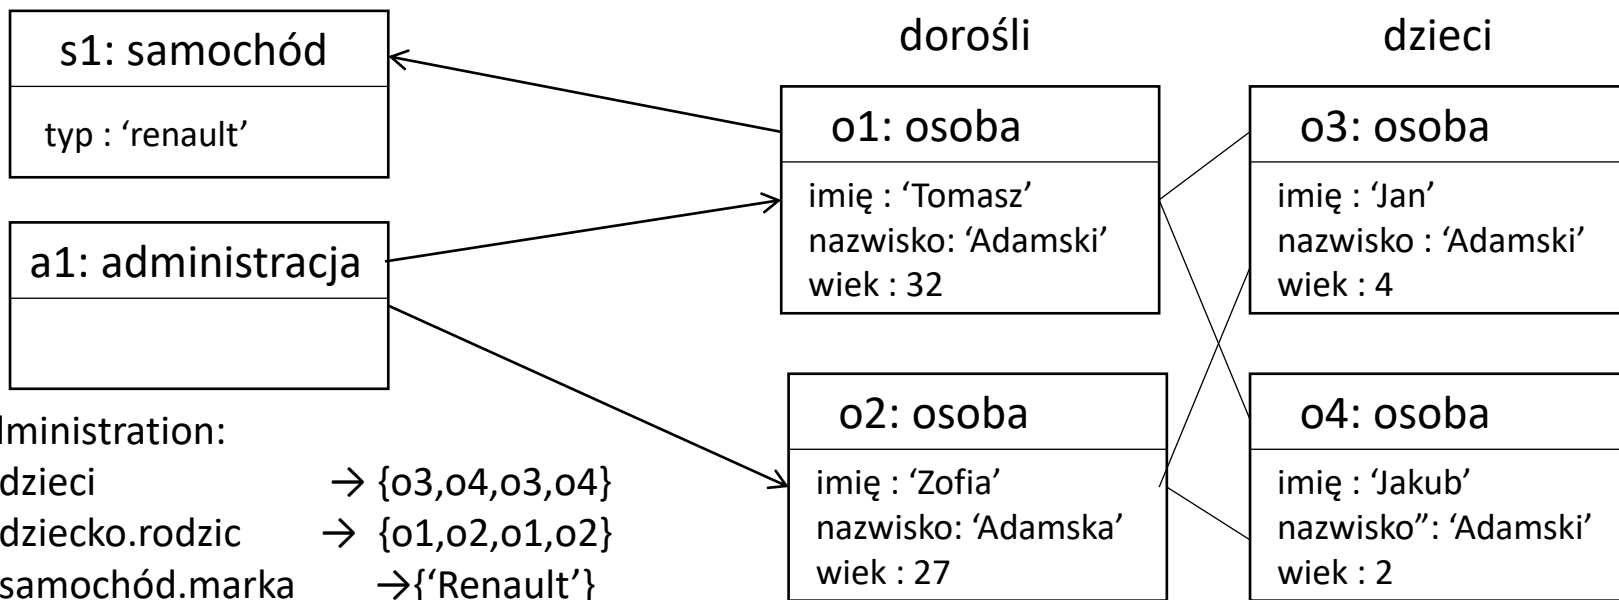 s1: samochód
typ : ‘renault’
a1: administracja
dorośli
dzieci
o1: osoba
imię : ‘Tomasz’
nazwisko: ‘Adamski’
wiek : 32
o3: osoba
imię : ‘Jan’
nazwisko : ‘Adamski’
wiek : 4
o2: osoba
imię : ‘Zofia’
nazwisko: ‘Adamska’
wiek : 27
o4: osoba
imię : ‘Jakub’
nazwisko”: ‘Adamski’
wiek : 2
ministration:
dzieci → {o3,o4,o3,o4}
dziecko.rodzic → {o1,o2,o1,o2}
samochód.marka →{‘Renault’}